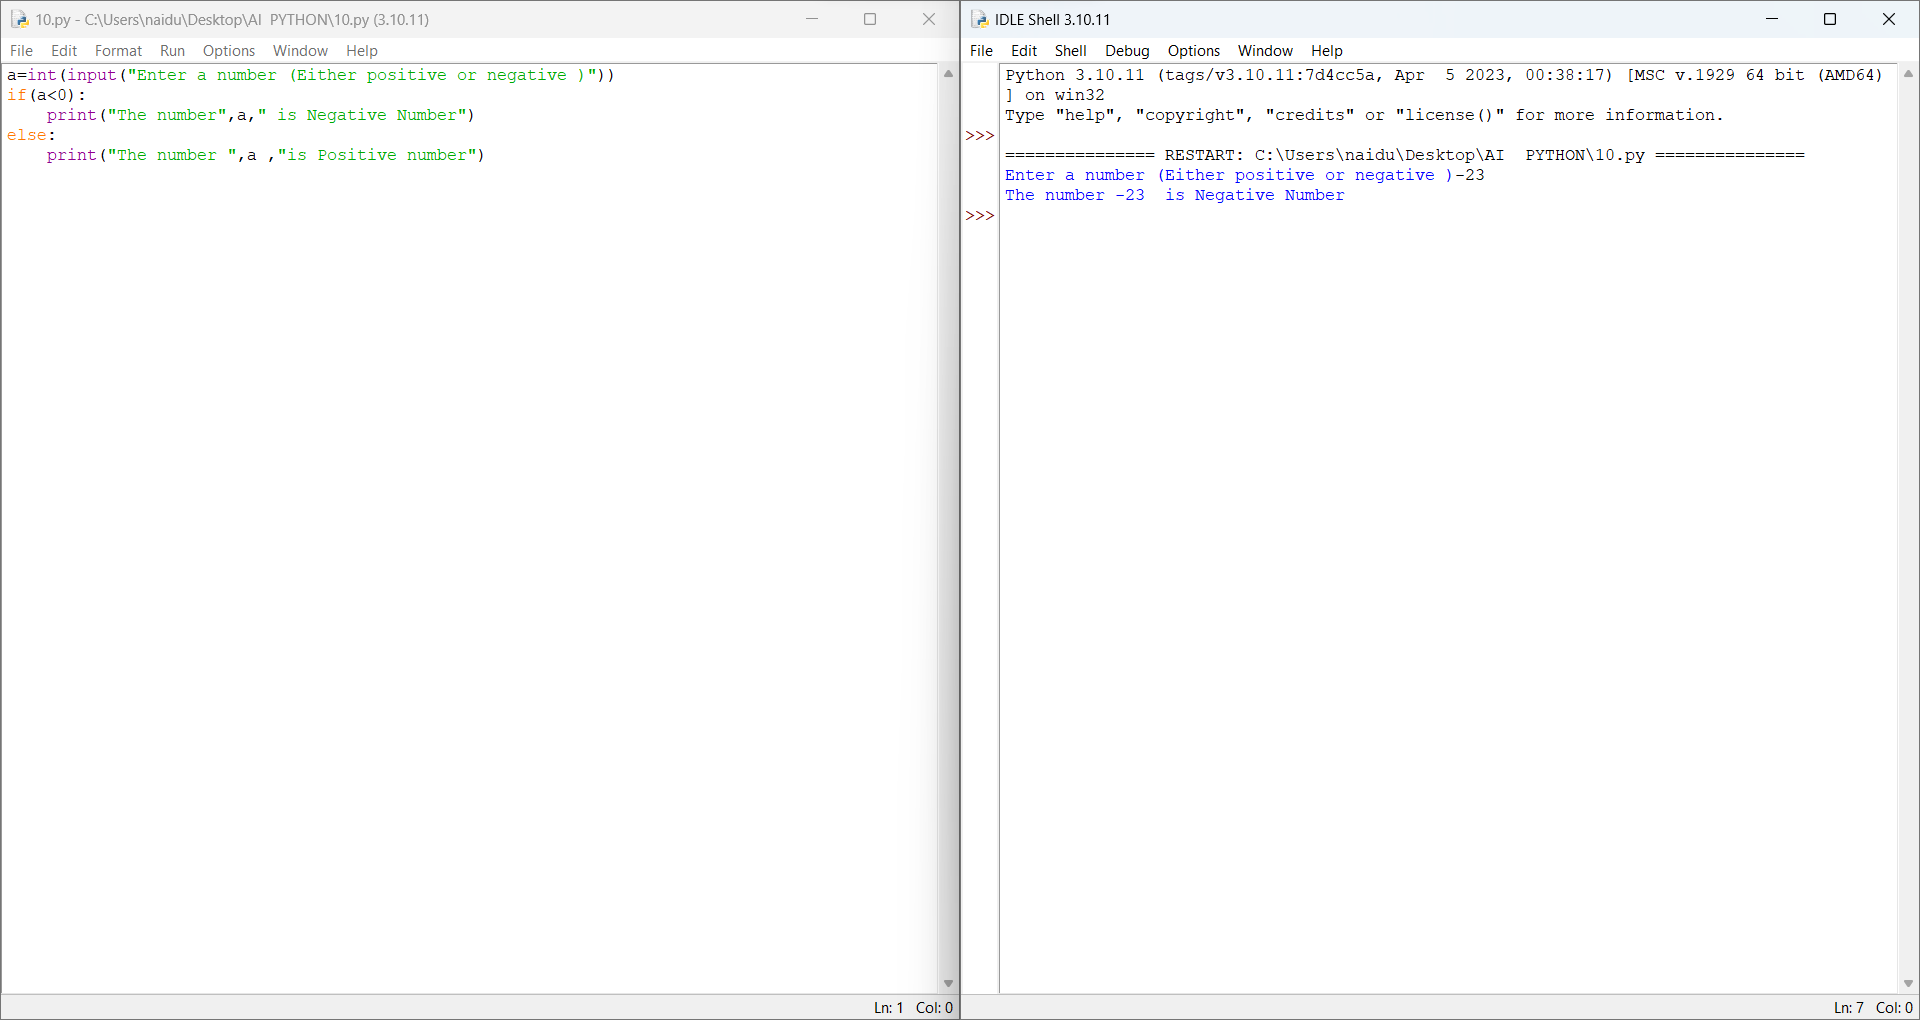 10.py - C:\Users\naidu\Desktop\AI  PYTHON\10.py (3.10.11)
File Edit Format Run Options Window Help
a=int(input("Enter a number (Either positive or negative )"))
if(a<0):
    print("The number",a," is Negative Number")
else:
    print("The number ",a ,"is Positive number")
Ln: 1 Col: 0
IDLE Shell 3.10.11
File Edit Shell Debug Options Window Help
Python 3.10.11 (tags/v3.10.11:7d4cc5a, Apr  5 2023, 00:38:17) [MSC v.1929 64 bit (AMD64)
] on win32
Type "help", "copyright", "credits" or "license()" for more information.
>>>
=============== RESTART: C:\Users\naidu\Desktop\AI  PYTHON\10.py ===============
Enter a number (Either positive or negative )-23
The number -23  is Negative Number
>>>
Ln: 7 Col: 0